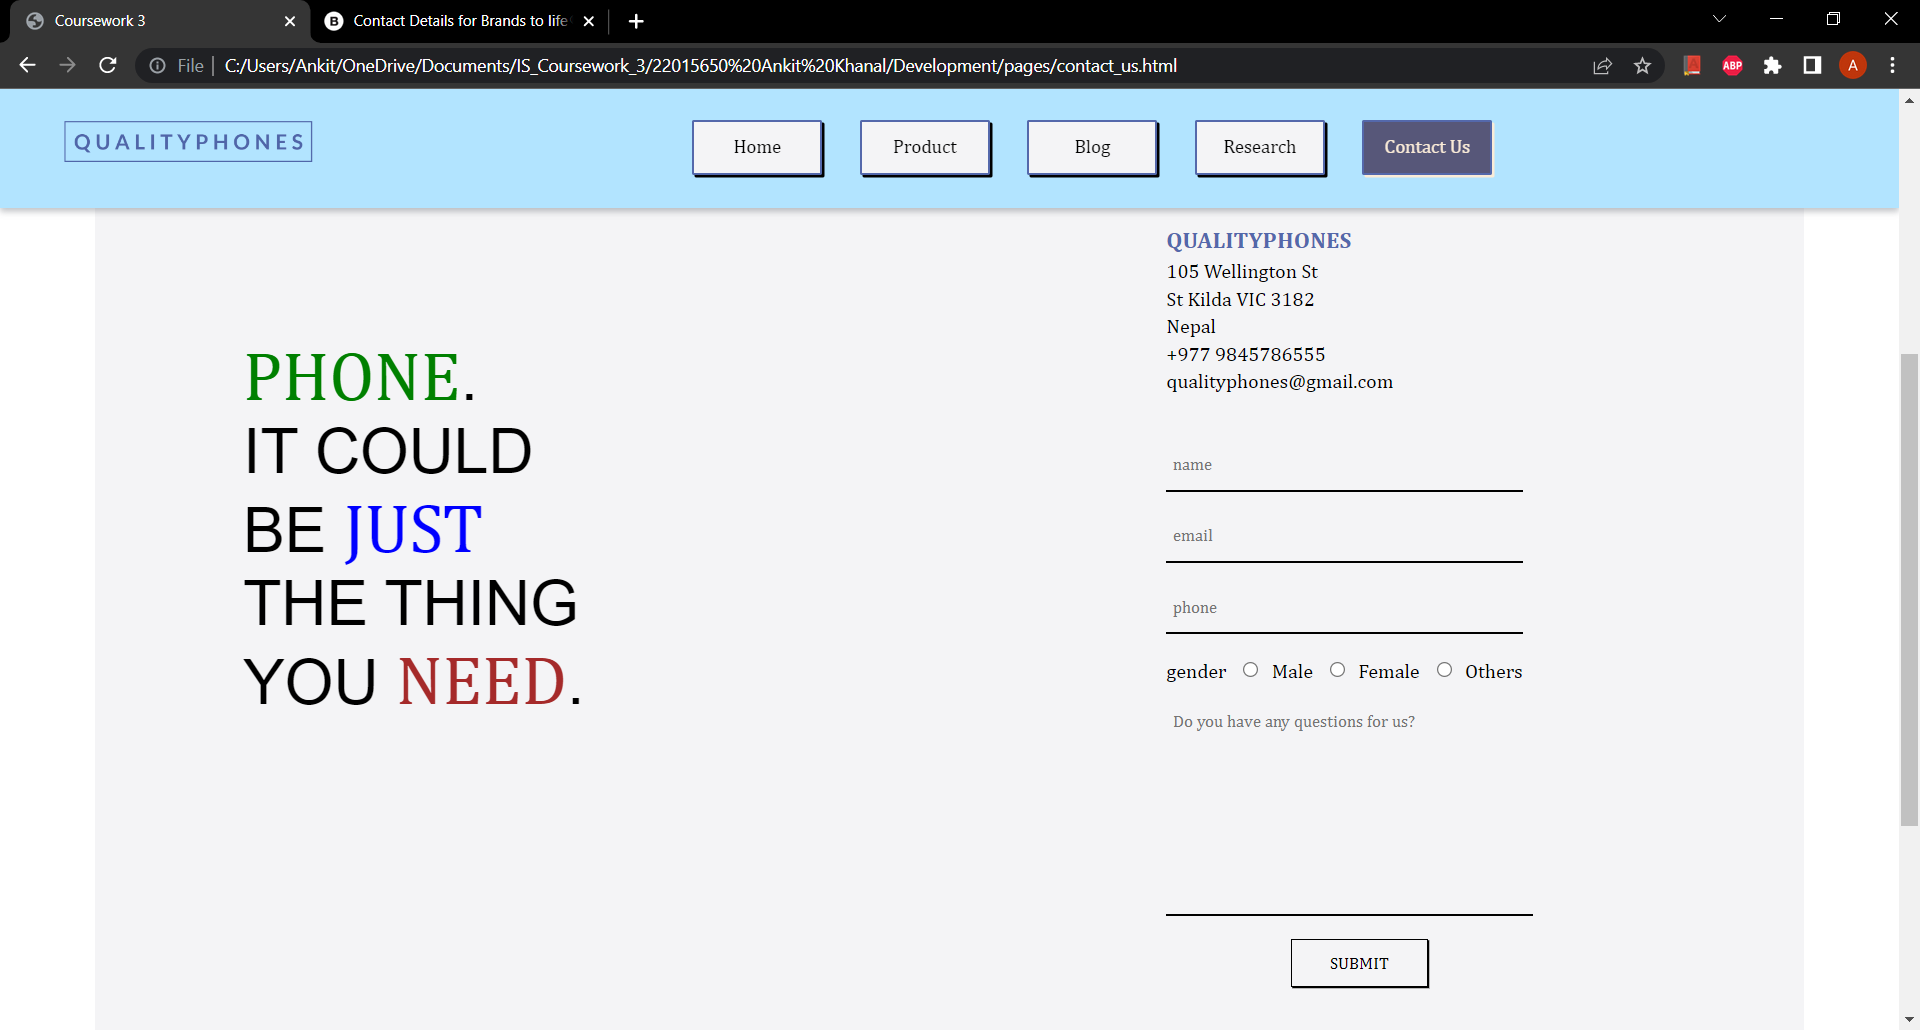 Coursework 3
Contact Details for Brands to life
File
C:/Users/Ankit/OneDrive/Documents/IS_Coursework_3/22015650%20Ankit%20Khanal/Development/pages/contact_us.html
ABP
A
QUALITYPHONES
Home
Product
Blog
Research
Contact Us
QUALITYPHONES
105 Wellington St
St Kilda VIC 3182
Nepal
+977 9845786555
qualityphones@gmail.com
PHONE.
IT COULD
BE JUST
THE THING
YOU NEED.
name
email
phone
gender Male Female Others
Do you have any questions for us?
SUBMIT